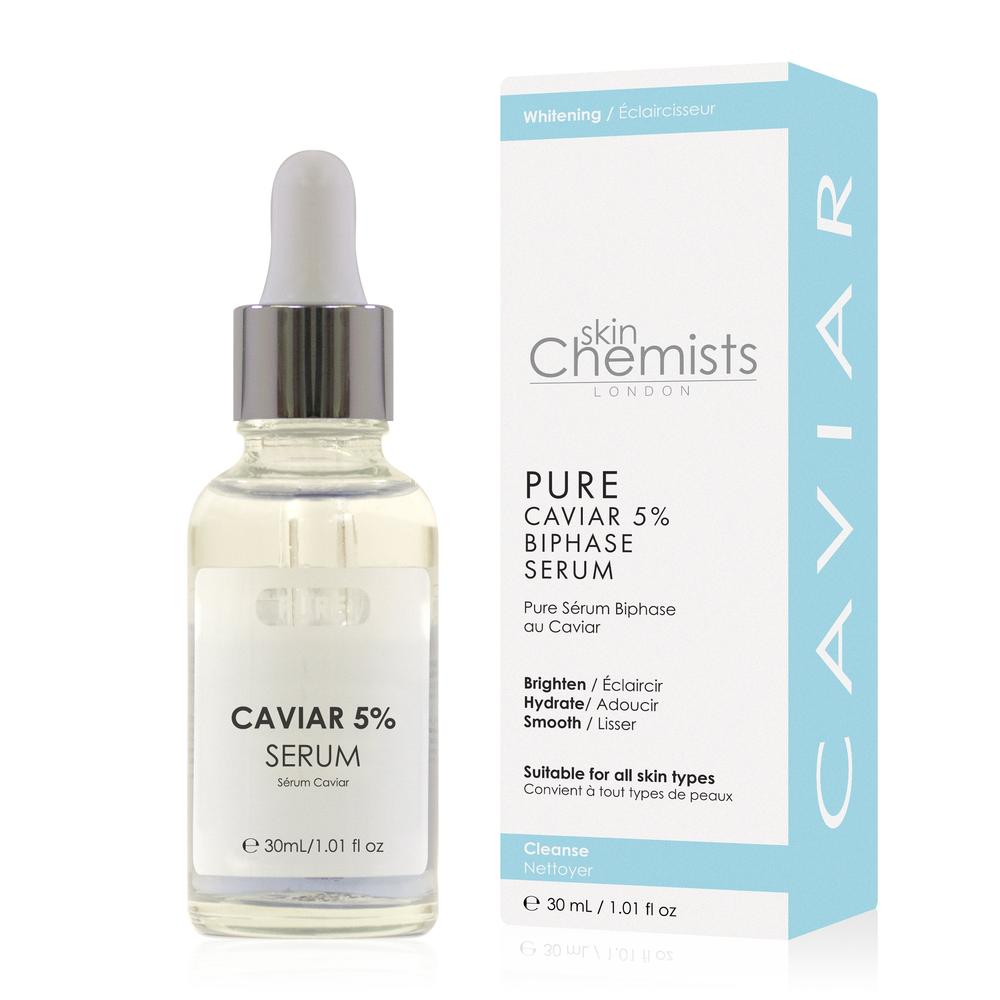 PURE
CAVIAR 5%
SERUM
Sérum Caviar
℮ 30mL/1.01 fl oz
Whitening / Éclaircisseur
skin
Chemists
LONDON
PURE
CAVIAR 5%
BIPHASE
SERUM
Pure Sérum Biphase
au Caviar
Brighten / Éclaircir
Hydrate/ Adoucir
Smooth / Lisser
Suitable for all skin types
Convient à tout types de peaux
Cleanse
Nettoyer
℮ 30 mL / 1.01 fl oz
CAVIAR